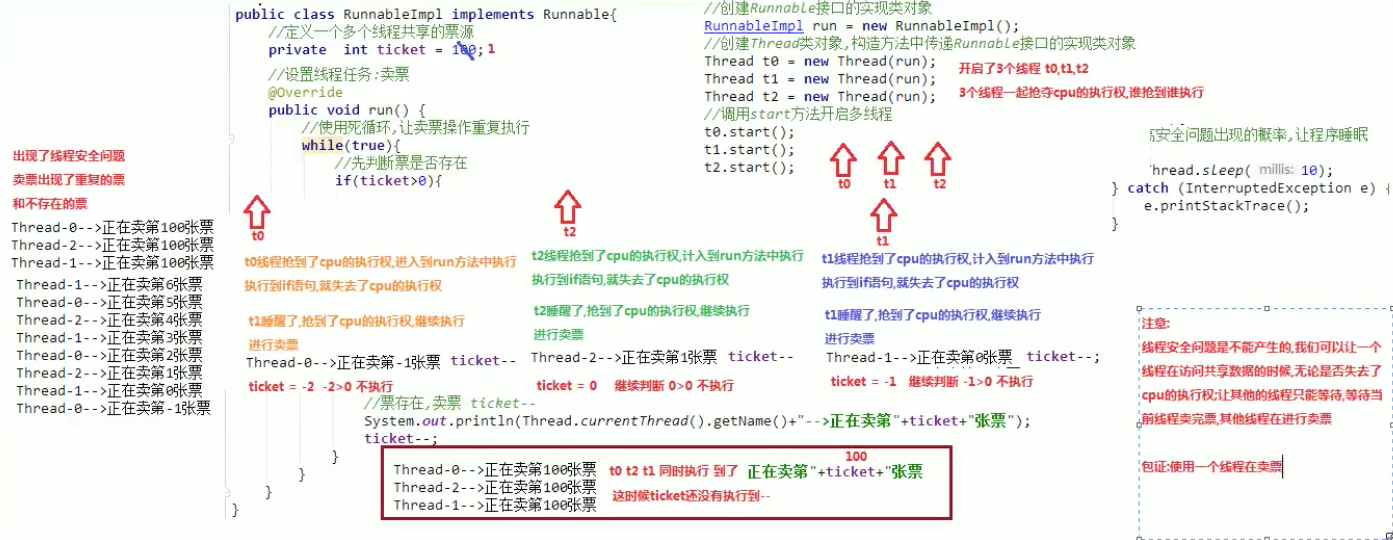 public class RunnableImpl implements Runnable{
//定义一个多个线程共享的票源
private int ticket = 100; 1
//设置线程任务:卖票
@Override
public void run() {
//使用死循环,让卖票操作重复执行
while(true){
//先判断票是否存在
if(ticket>0){
//创建Runnable接口的实现类对象
RunnableImpl run = new RunnableImpl();
//创建Thread类对象,构造方法中传递Runnable接口的实现类对象
Thread t0 = new Thread(run);
Thread t1 = new Thread(run);
Thread t2 = new Thread(run);
//调用start方法开启多线程
t0.start();
t1.start();
t2.start();
开启了3个线程 t0,t1,t2
3个线程一起抢夺cpu的执行权,谁抢到谁执行
t0
t1
t2
安全问题出现的概率,让程序睡眠
Thread.sleep( millis: 10);
} catch (InterruptedException e) {
e.printStackTrace();
}
出现了线程安全问题
卖票出现了重复的票
和不存在的票
Thread-0-->正在卖第100张票
Thread-2-->正在卖第100张票
Thread-1-->正在卖第100张票
Thread-1-->正在卖第6张票
Thread-0-->正在卖第5张票
Thread-2-->正在卖第4张票
Thread-1-->正在卖第3张票
Thread-0-->正在卖第2张票
Thread-2-->正在卖第1张票
Thread-1-->正在卖第0张票
Thread-0-->正在卖第-1张票
t0
t0线程抢到了cpu的执行权,进入到run方法中执行
执行到if语句,就失去了cpu的执行权
t1睡醒了,抢到了cpu的执行权,继续执行
进行卖票
Thread-0-->正在卖第-1张票 ticket--
ticket = -2 -2>0 不执行
t2
t2线程抢到了cpu的执行权,计入到run方法中执行
执行到if语句,就失去了cpu的执行权
t2睡醒了,抢到了cpu的执行权,继续执行
进行卖票
Thread-2-->正在卖第1张票 ticket--
ticket = 0 继续判断 0>0 不执行
t1
t1线程抢到了cpu的执行权,计入到run方法中执行
执行到if语句,就失去了cpu的执行权
t1睡醒了,抢到了cpu的执行权,继续执行
进行卖票
Thread-1-->正在卖第0张票 ticket--;
ticket = -1 继续判断 -1>0 不执行
//票存在,卖票 ticket--
System.out.println(Thread.currentThread().getName()+"-->正在卖第"+ticket+"张票");
ticket--;
}
}
}
}
Thread-0-->正在卖第100张票
Thread-2-->正在卖第100张票
Thread-1-->正在卖第100张票
100
t0 t2 t1 同时执行 到了 正在卖第"+ticket+"张票
这时候ticket还没有执行到--
注意:
线程安全问题是不能产生的,我们可以让一个
线程在访问共享数据的时候,无论是否失去了
cpu的执行权;让其他的线程只能等待,等待当
前线程卖完票,其他线程在进行卖票
包证:使用一个线程在卖票